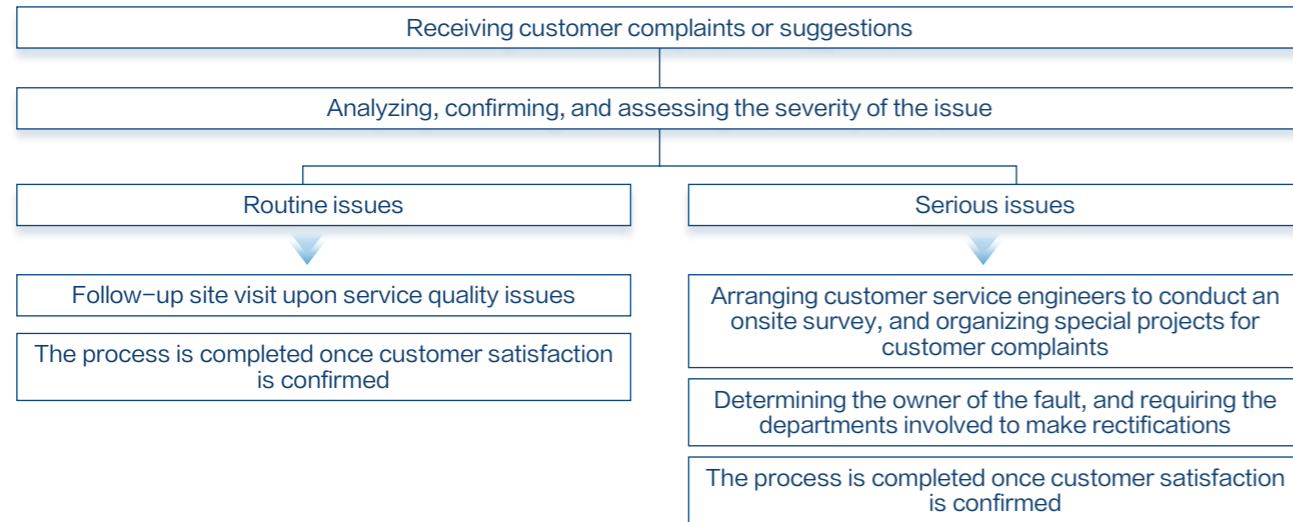 Receiving customer complaints or suggestions
Analyzing, confirming, and assessing the severity of the issue
Routine issues
Follow-up site visit upon service quality issues
The process is completed once customer satisfaction
is confirmed
Serious issues
Arranging customer service engineers to conduct an
onsite survey, and organizing special projects for
customer complaints
Determining the owner of the fault, and requiring the
departments involved to make rectifications
The process is completed once customer satisfaction
is confirmed